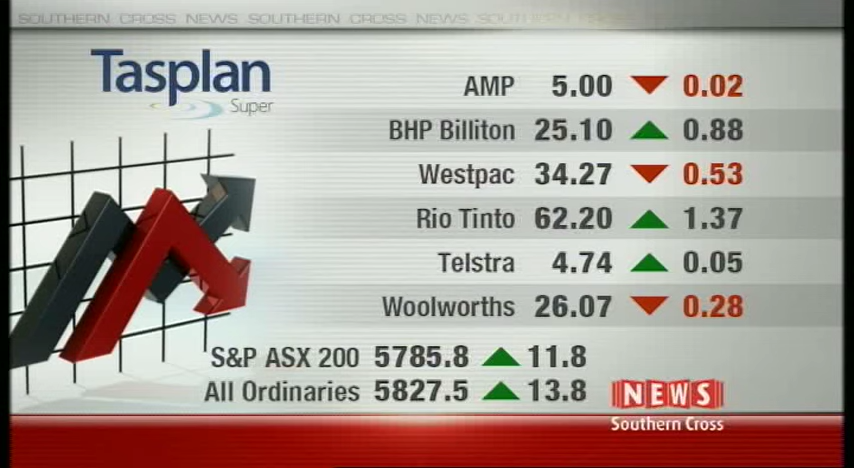 SOUTHERN CROSS NEWS SOUTHERN CROSS NEWS SOUTHERN CROSS
Tasplan
Super
AMP 5.00 ▼ 0.02
BHP Billiton 25.10 ▲ 0.88
Westpac 34.27 ▼ 0.53
Rio Tinto 62.20 ▲ 1.37
Telstra 4.74 ▲ 0.05
Woolworths 26.07 ▼ 0.28
S&P ASX 200 5785.8 ▲ 11.8
All Ordinaries 5827.5 ▲ 13.8
NEWS
Southern Cross